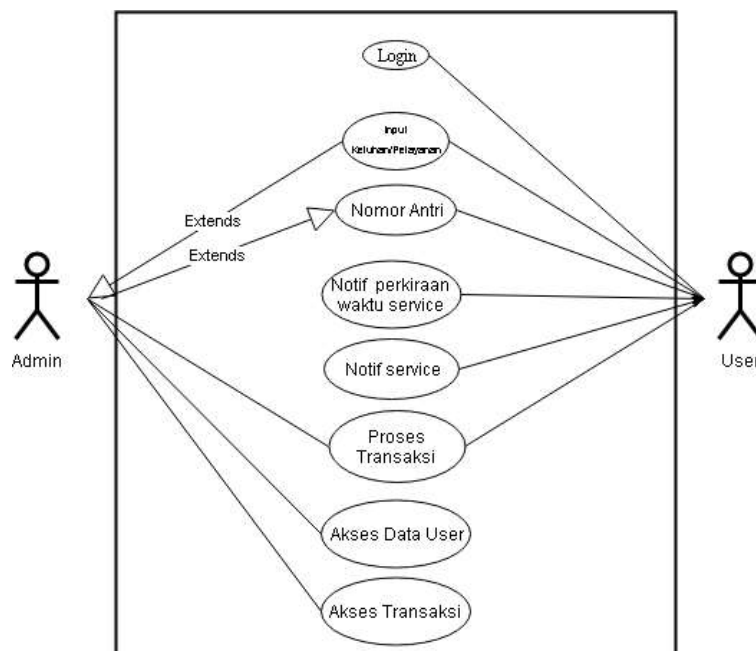 Login
Input
Keluhan/Pelayanan
Extends
Nomor Antri
Extends
Notif perkiraan
waktu service
Admin
User
Notif service
Proses
Transaksi
Akses Data User
Akses Transaksi